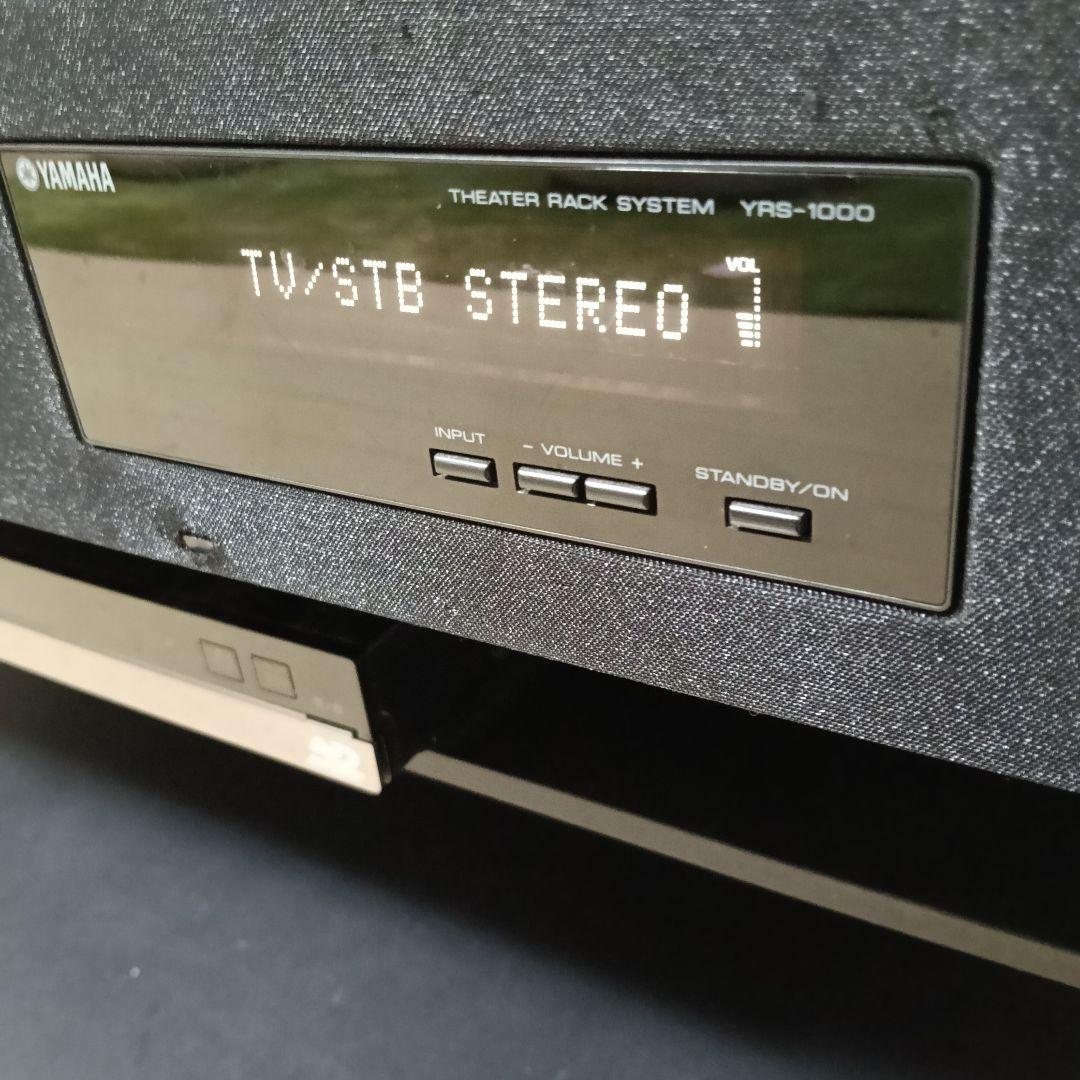 YAMAHA
THEATER RACK SYSTEM YRS-1000
VOL
TV/STB STEREO
INPUT
- VOLUME +
STANDBY/ON